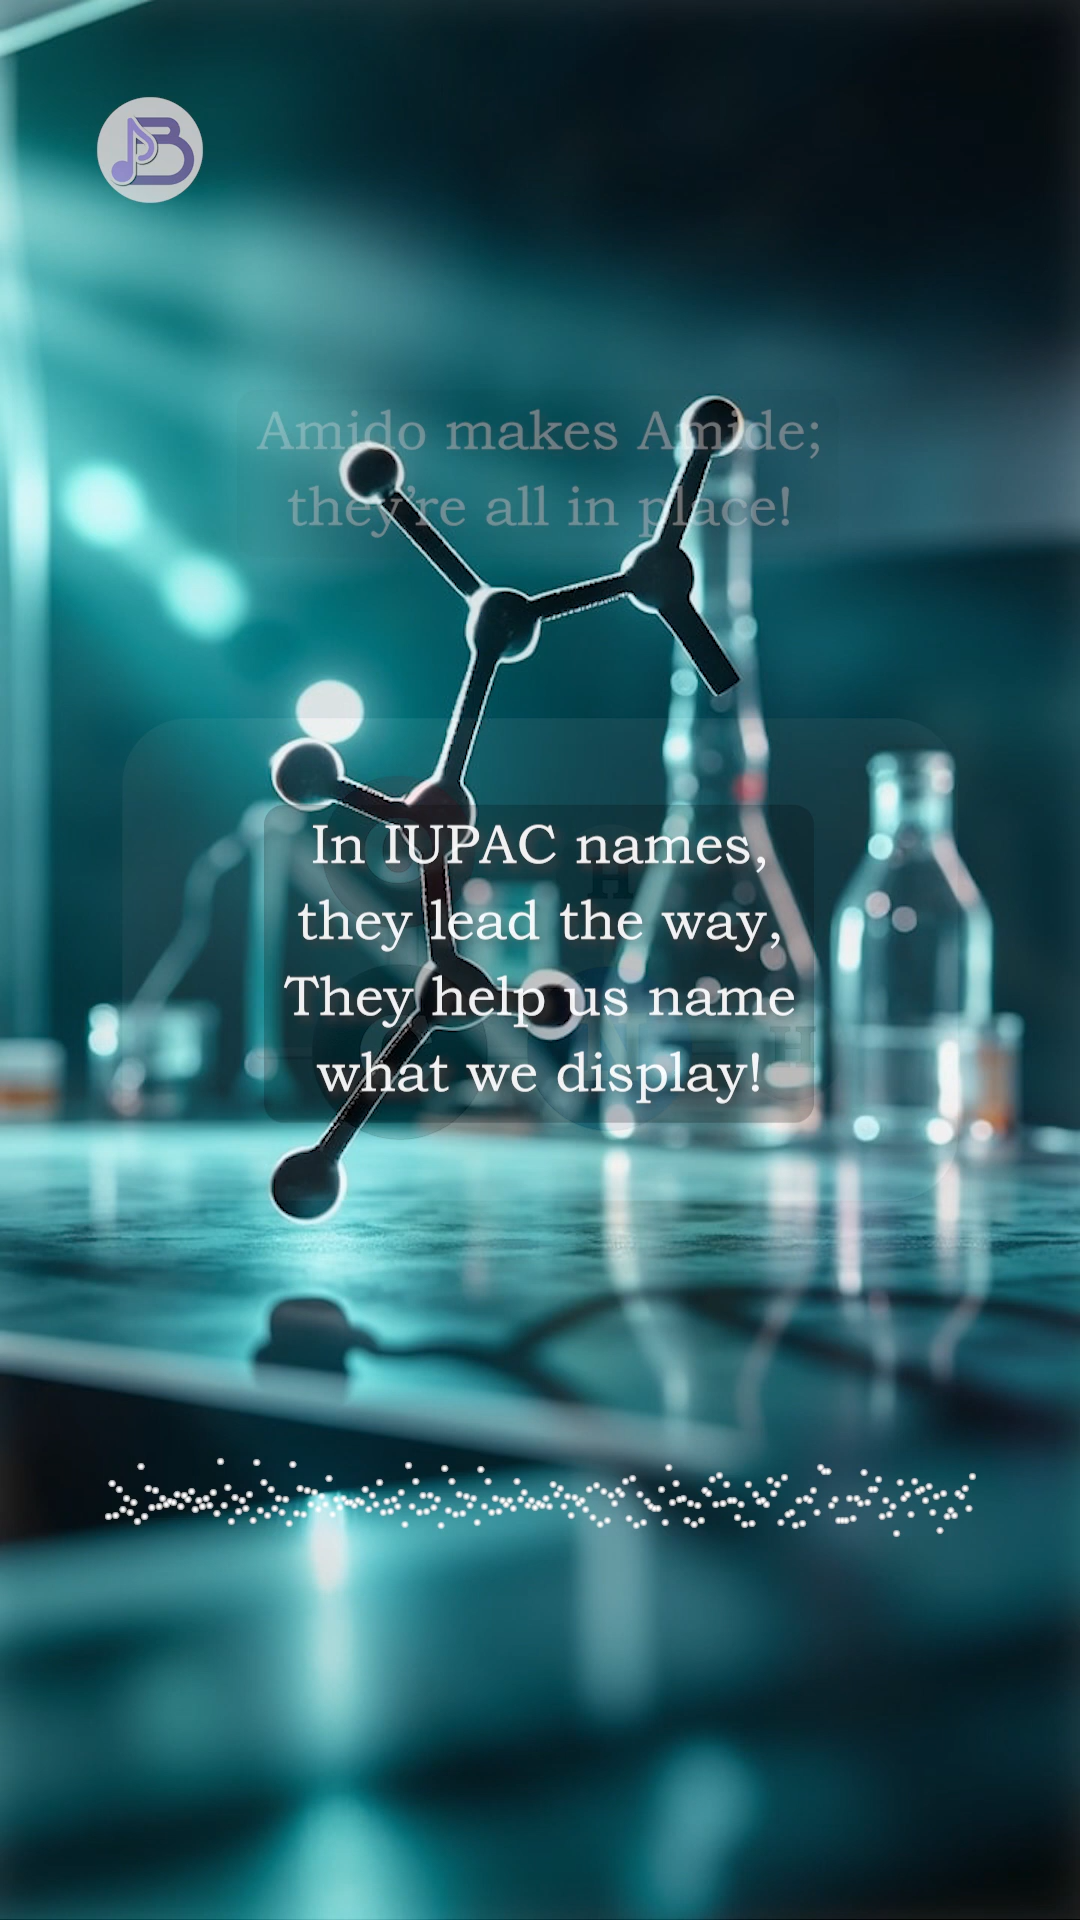 Amido makes Amide;
they're all in place!
In IUPAC names,
they lead the way,
They help us name
what we display!
H
N
H